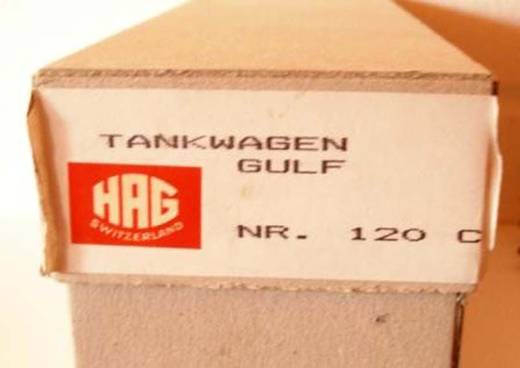 TANKWAGEN
GULF
HAG
SWITZERLAND
NR. 120 C